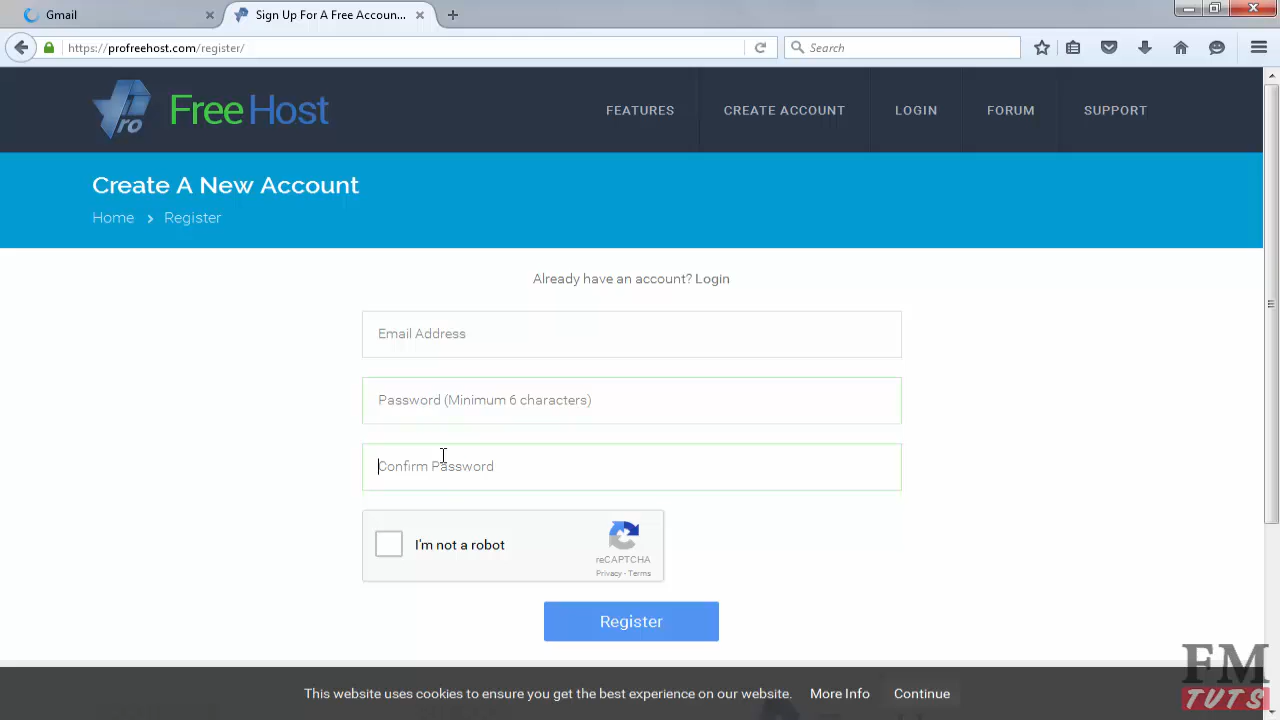 Gmail
Sign Up For A Free Accoun...
https://profreehost.com/register/
Search
ro
FreeHost
FEATURES
CREATE ACCOUNT
LOGIN
FORUM
SUPPORT
Create A New Account
Home
Register
Already have an account? Login
Email Address
Password (Minimum 6 characters)
Confirm Password
I'm not a robot
reCAPTCHA
Privacy - Terms
Register
This website uses cookies to ensure you get the best experience on our website.
More Info
Continue
FM
TUTS